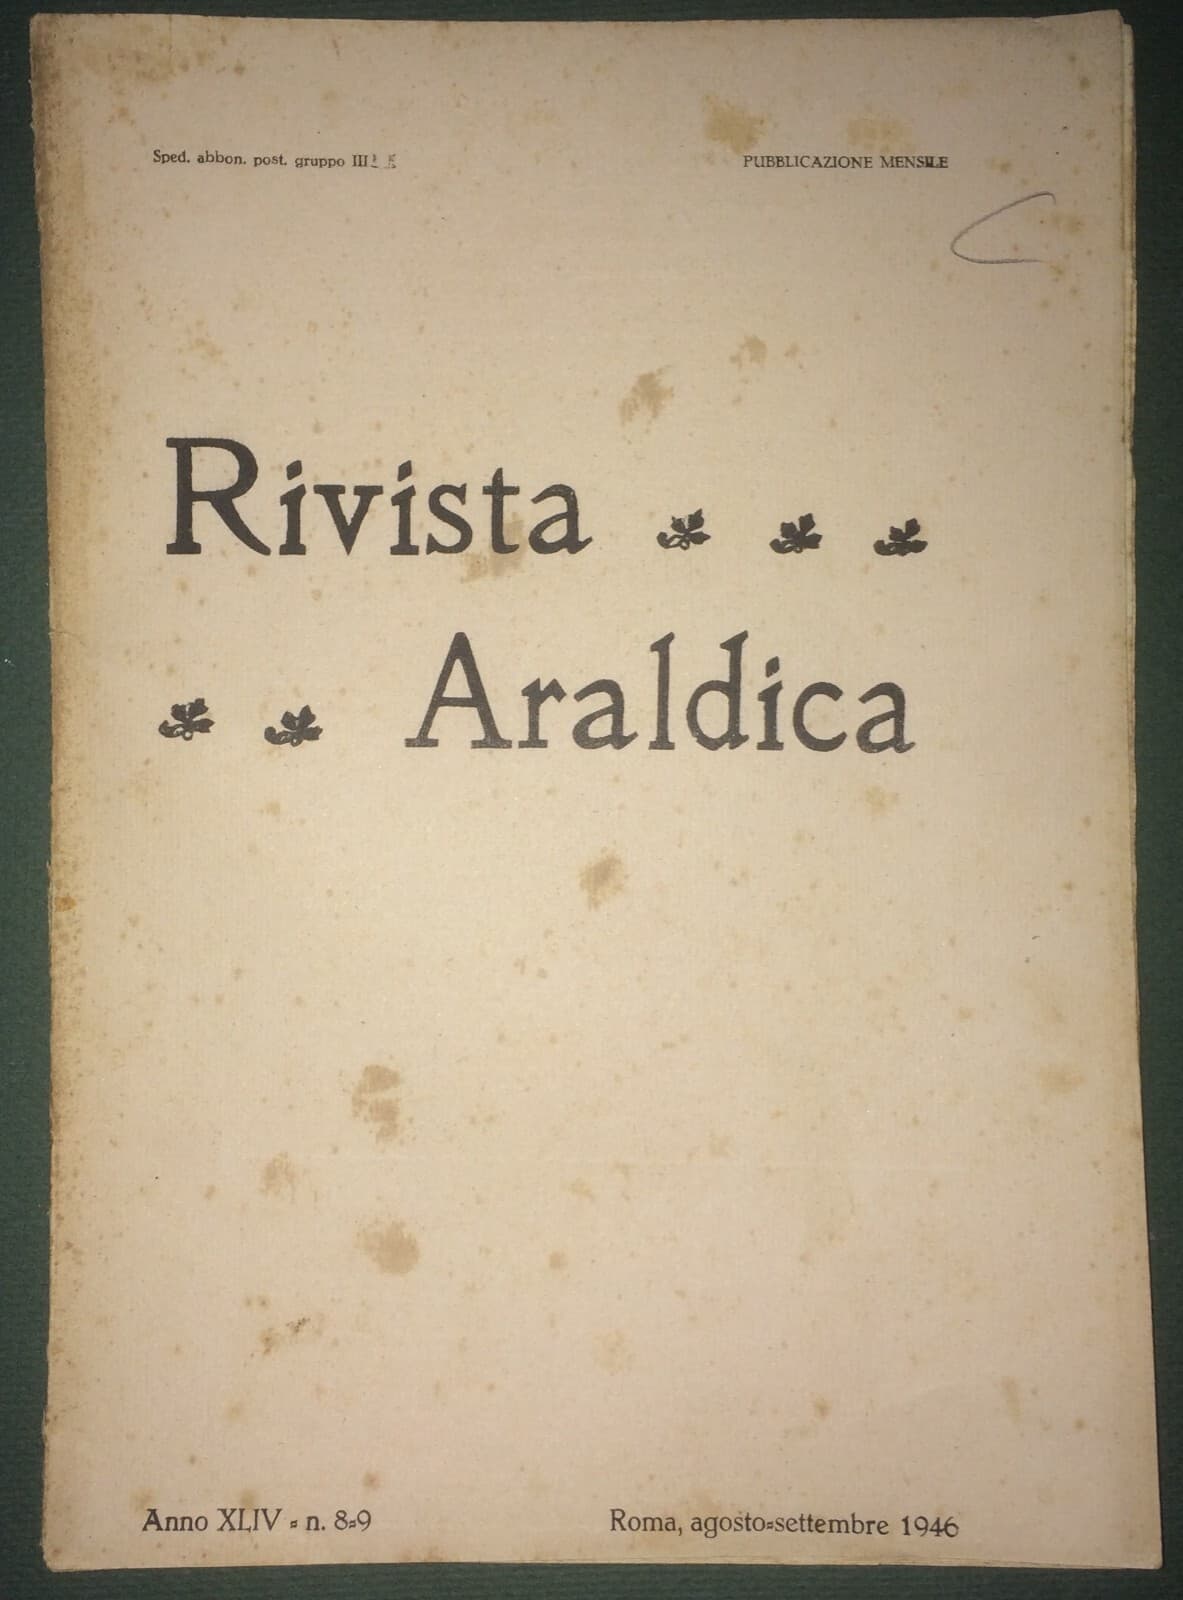 Sped. abbon. post. gruppo III
PUBBLICAZIONE MENSILE
Rivista
Araldica
Anno XLIV = n. 8=9
Roma, agosto=settembre 1946